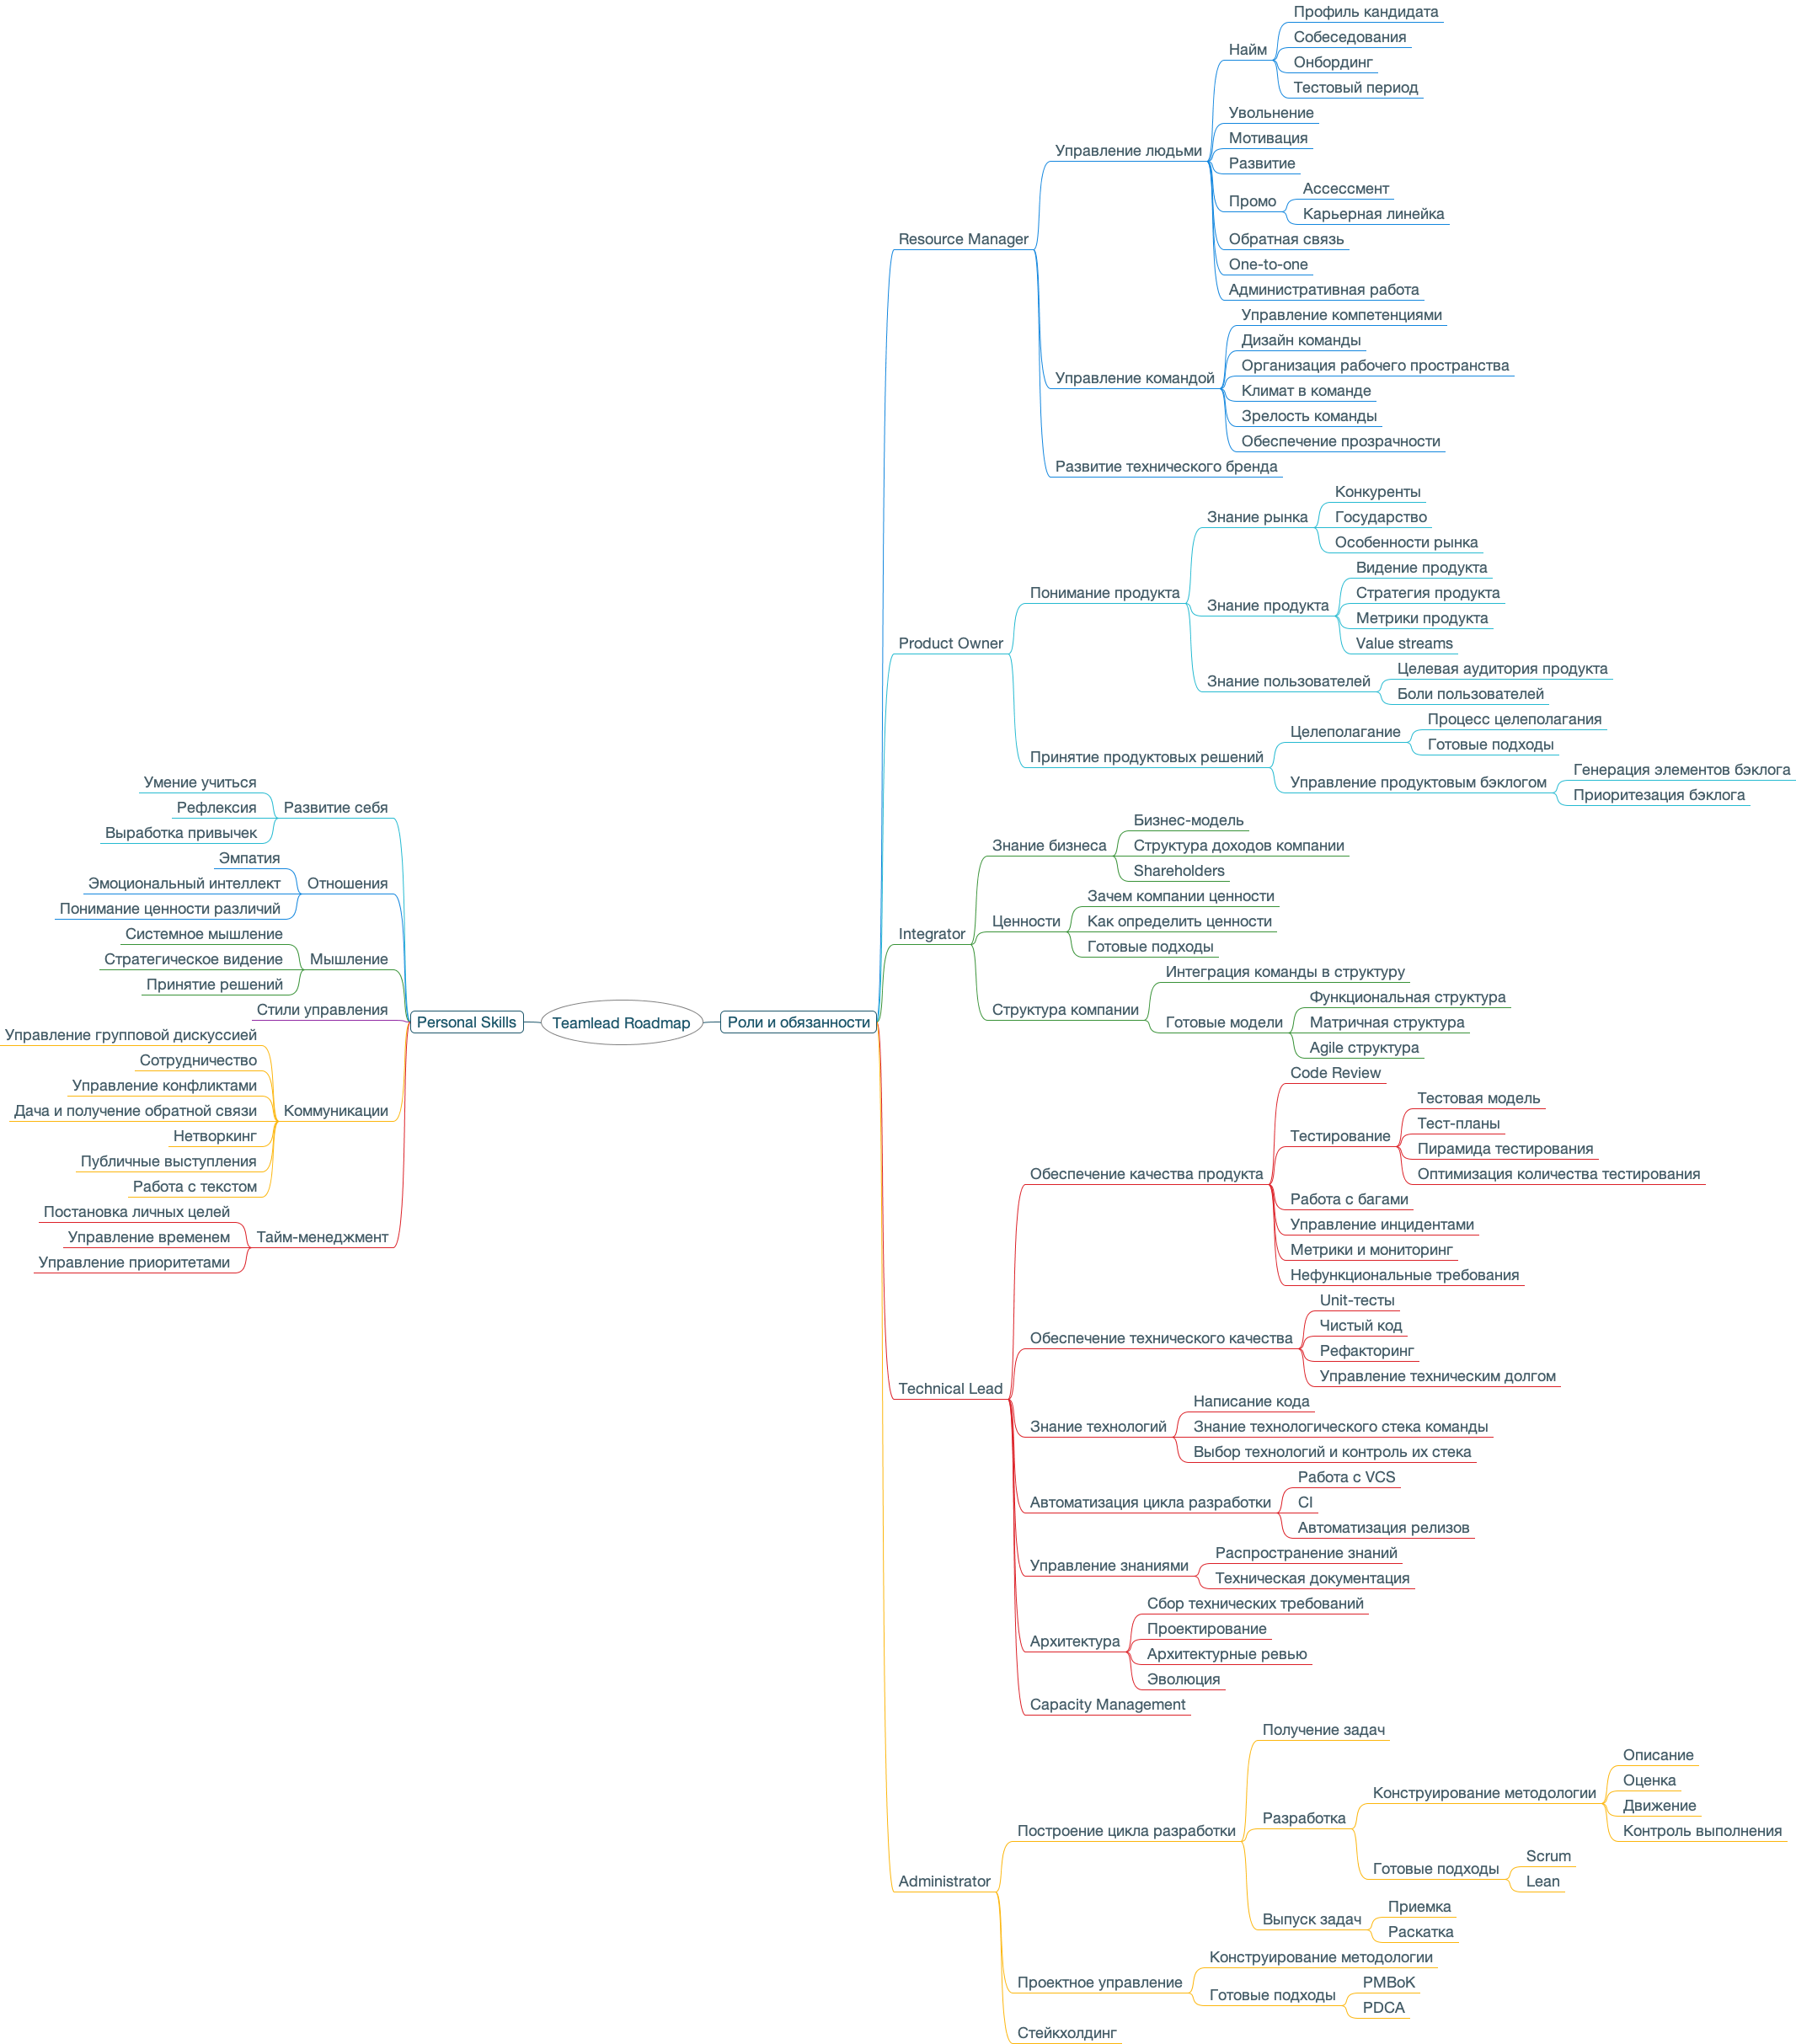 Teamlead Roadmap
Personal Skills
Развитие себя
Умение учиться
Рефлексия
Выработка привычек
Отношения
Эмпатия
Эмоциональный интеллект
Понимание ценности различий
Мышление
Системное мышление
Стратегическое видение
Принятие решений
Стили управления
Коммуникации
Управление групповой дискуссией
Сотрудничество
Управление конфликтами
Дача и получение обратной связи
Нетворкинг
Публичные выступления
Работа с текстом
Тайм-менеджмент
Постановка личных целей
Управление временем
Управление приоритетами
Роли и обязанности
Resource Manager
Управление людьми
Найм
Профиль кандидата
Собеседования
Онбординг
Тестовый период
Увольнение
Мотивация
Развитие
Промо
Ассессмент
Карьерная линейка
Обратная связь
One-to-one
Административная работа
Управление командой
Управление компетенциями
Дизайн команды
Организация рабочего пространства
Климат в команде
Зрелость команды
Обеспечение прозрачности
Развитие технического бренда
Product Owner
Понимание продукта
Знание рынка
Конкуренты
Государство
Особенности рынка
Знание продукта
Видение продукта
Стратегия продукта
Метрики продукта
Value streams
Знание пользователей
Целевая аудитория продукта
Боли пользователей
Принятие продуктовых решений
Целеполагание
Процесс целеполагания
Готовые подходы
Управление продуктовым бэклогом
Генерация элементов бэклога
Приоритезация бэклога
Integrator
Знание бизнеса
Бизнес-модель
Структура доходов компании
Shareholders
Ценности
Зачем компании ценности
Как определить ценности
Готовые подходы
Структура компании
Интеграция команды в структуру
Готовые модели
Функциональная структура
Матричная структура
Agile структура
Technical Lead
Обеспечение качества продукта
Code Review
Тестирование
Тестовая модель
Тест-планы
Пирамида тестирования
Оптимизация количества тестирования
Работа с багами
Управление инцидентами
Метрики и мониторинг
Нефункциональные требования
Обеспечение технического качества
Unit-тесты
Чистый код
Рефакторинг
Управление техническим долгом
Знание технологий
Написание кода
Знание технологического стека команды
Выбор технологий и контроль их стека
Автоматизация цикла разработки
Работа с VCS
CI
Автоматизация релизов
Управление знаниями
Распространение знаний
Техническая документация
Архитектура
Сбор технических требований
Проектирование
Архитектурные ревью
Эволюция
Capacity Management
Administrator
Построение цикла разработки
Получение задач
Разработка
Конструирование методологии
Описание
Оценка
Движение
Контроль выполнения
Готовые подходы
Scrum
Lean
Выпуск задач
Приемка
Раскатка
Проектное управление
Конструирование методологии
Готовые подходы
PMBoK
PDCA
Стейкхолдинг